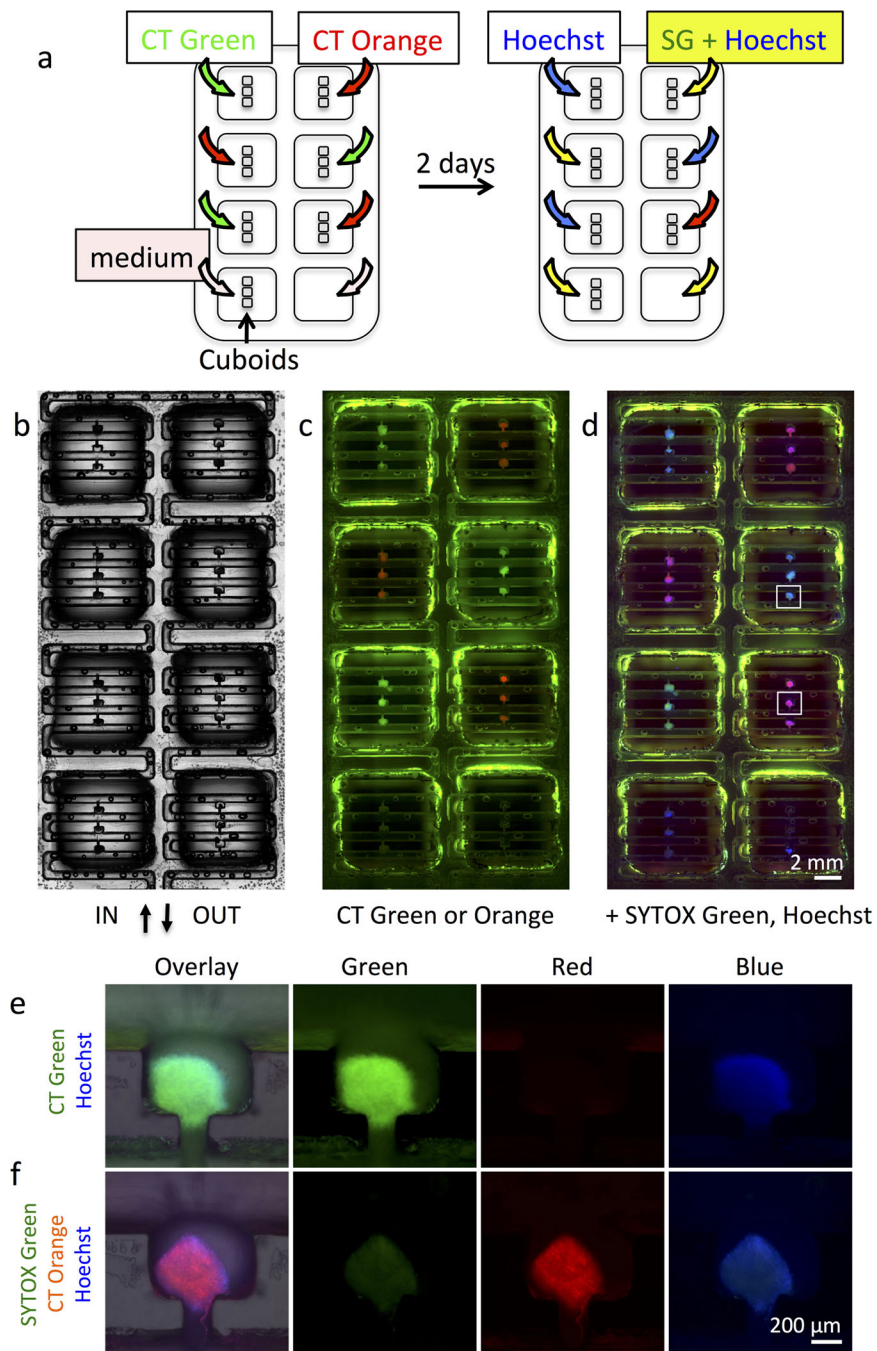 a
CT Green
CT Orange
Hoechst
SG + Hoechst
2 days
medium
Cuboids
b
c
d
2 mm
IN
OUT
CT Green or Orange
+ SYTOX Green, Hoechst
Overlay
Green
Red
Blue
e
CT Green
Hoechst
f
SYTOX Green
CT Orange
Hoechst
200 µm